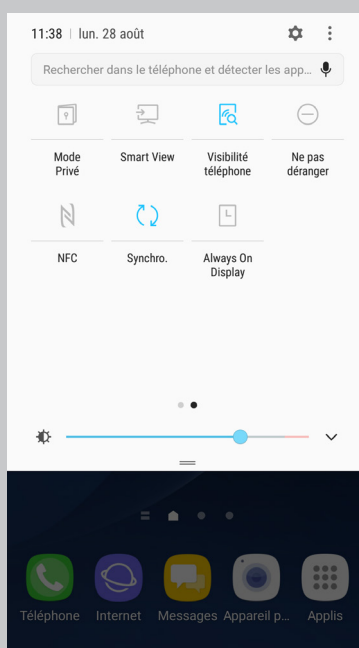 11:38 | lun. 28 août
Rechercher dans le téléphone et détecter les app...
Mode Privé
Smart View
Visibilité téléphone
Ne pas déranger
NFC
Synchro.
Always On Display
Téléphone
Internet
Messages
Appareil p...
Applis